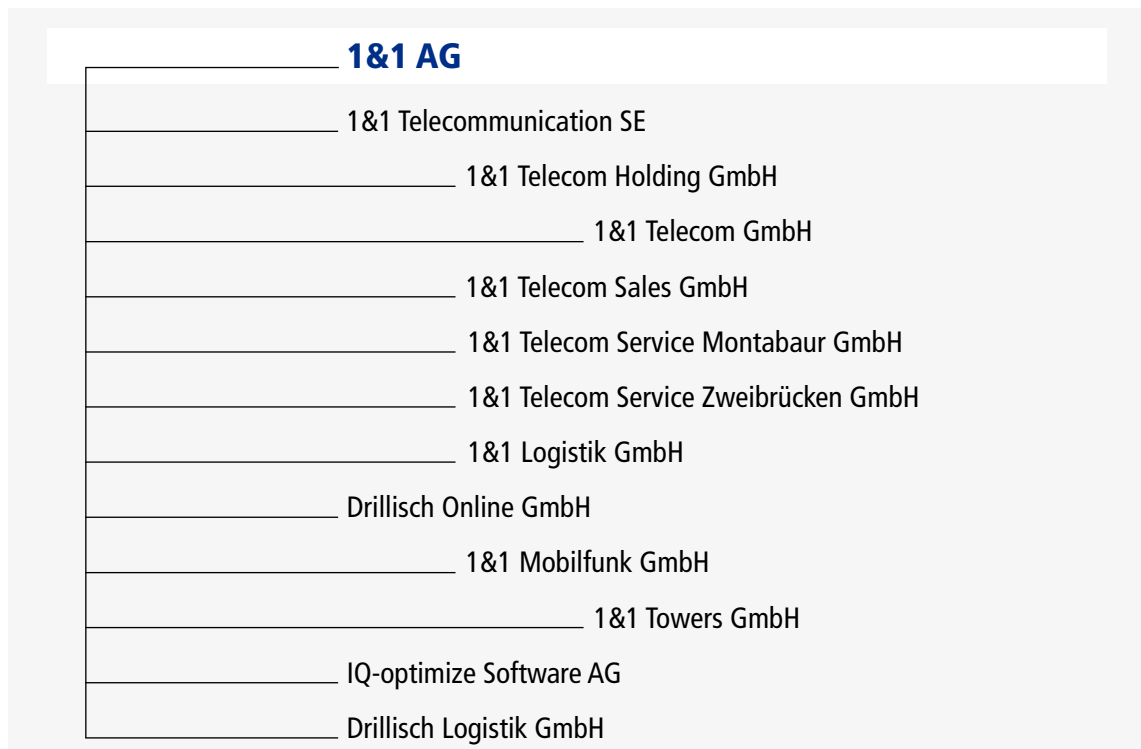 1&1 AG
1&1 Telecommunication SE
1&1 Telecom Holding GmbH
1&1 Telecom GmbH
1&1 Telecom Sales GmbH
1&1 Telecom Service Montabaur GmbH
1&1 Telecom Service Zweibrücken GmbH
1&1 Logistik GmbH
Drillisch Online GmbH
1&1 Mobilfunk GmbH
1&1 Towers GmbH
IQ-optimize Software AG
Drillisch Logistik GmbH